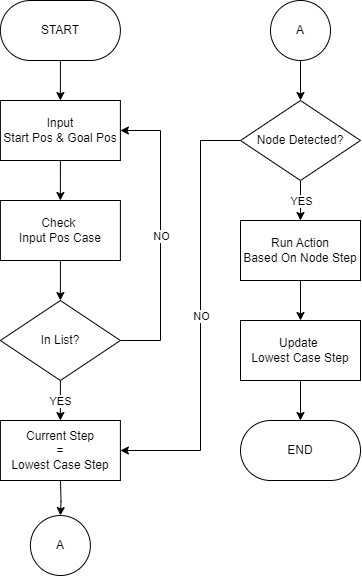 START
Input
Start Pos & Goal Pos
Check
Input Pos Case
In List?
NO
YES
Current Step
=
Lowest Case Step
A
A
Node Detected?
NO
YES
Run Action
Based On Node Step
Update
Lowest Case Step
END